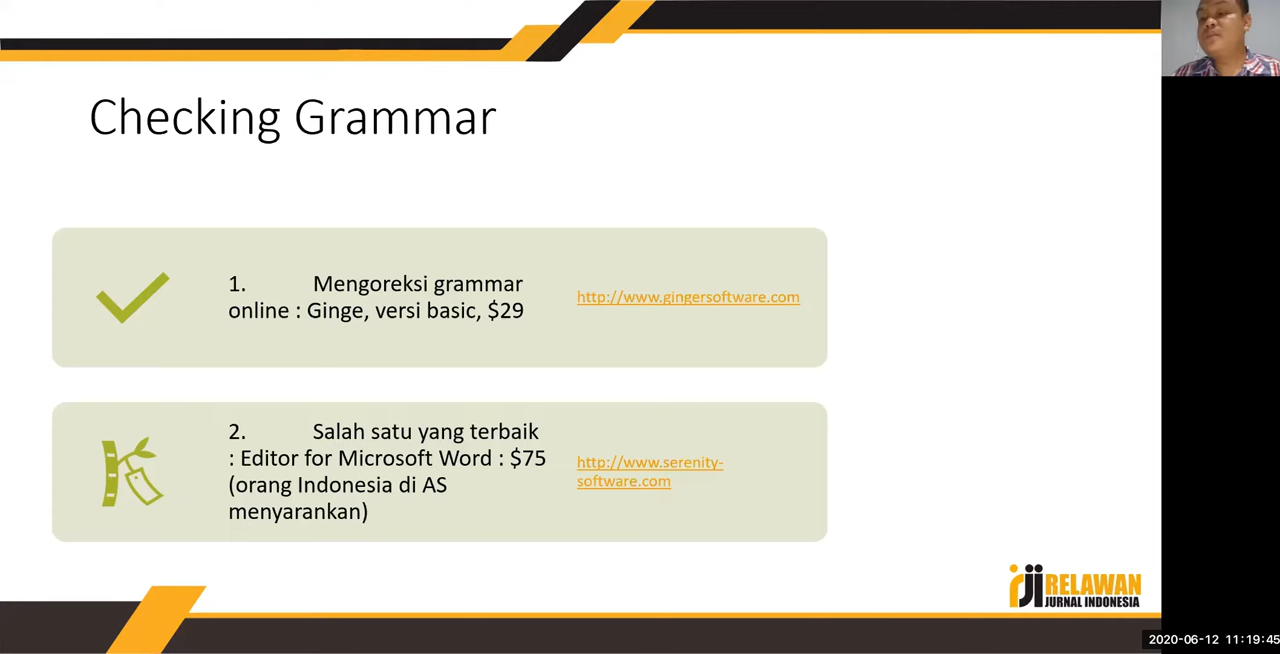 Checking Grammar
1. Mengoreksi grammar
online : Ginge, versi basic, $29
http://www.gingersoftware.com
2. Salah satu yang terbaik
: Editor for Microsoft Word : $75
(orang Indonesia di AS
menyarankan)
http://www.serenity-
software.com
rji RELAWAN
JURNAL INDONESIA
2020-06-12 11:19:45